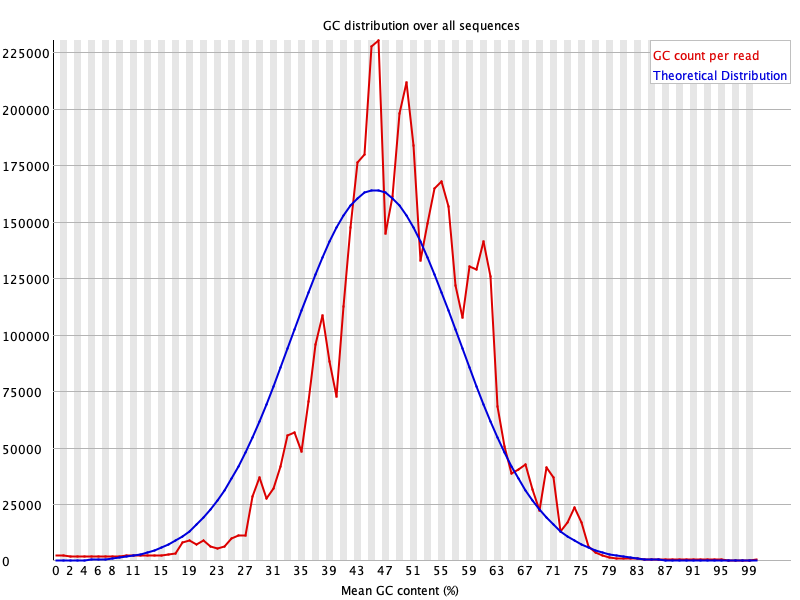 GC distribution over all sequences
GC count per read
Theoretical Distribution
225000
200000
175000
150000
125000
100000
75000
50000
25000
0
0 2 4 6 8 11 15 19 23 27 31 35 39 43 47 51 55 59 63 67 71 75 79 83 87 91 95 99
Mean GC content (%)